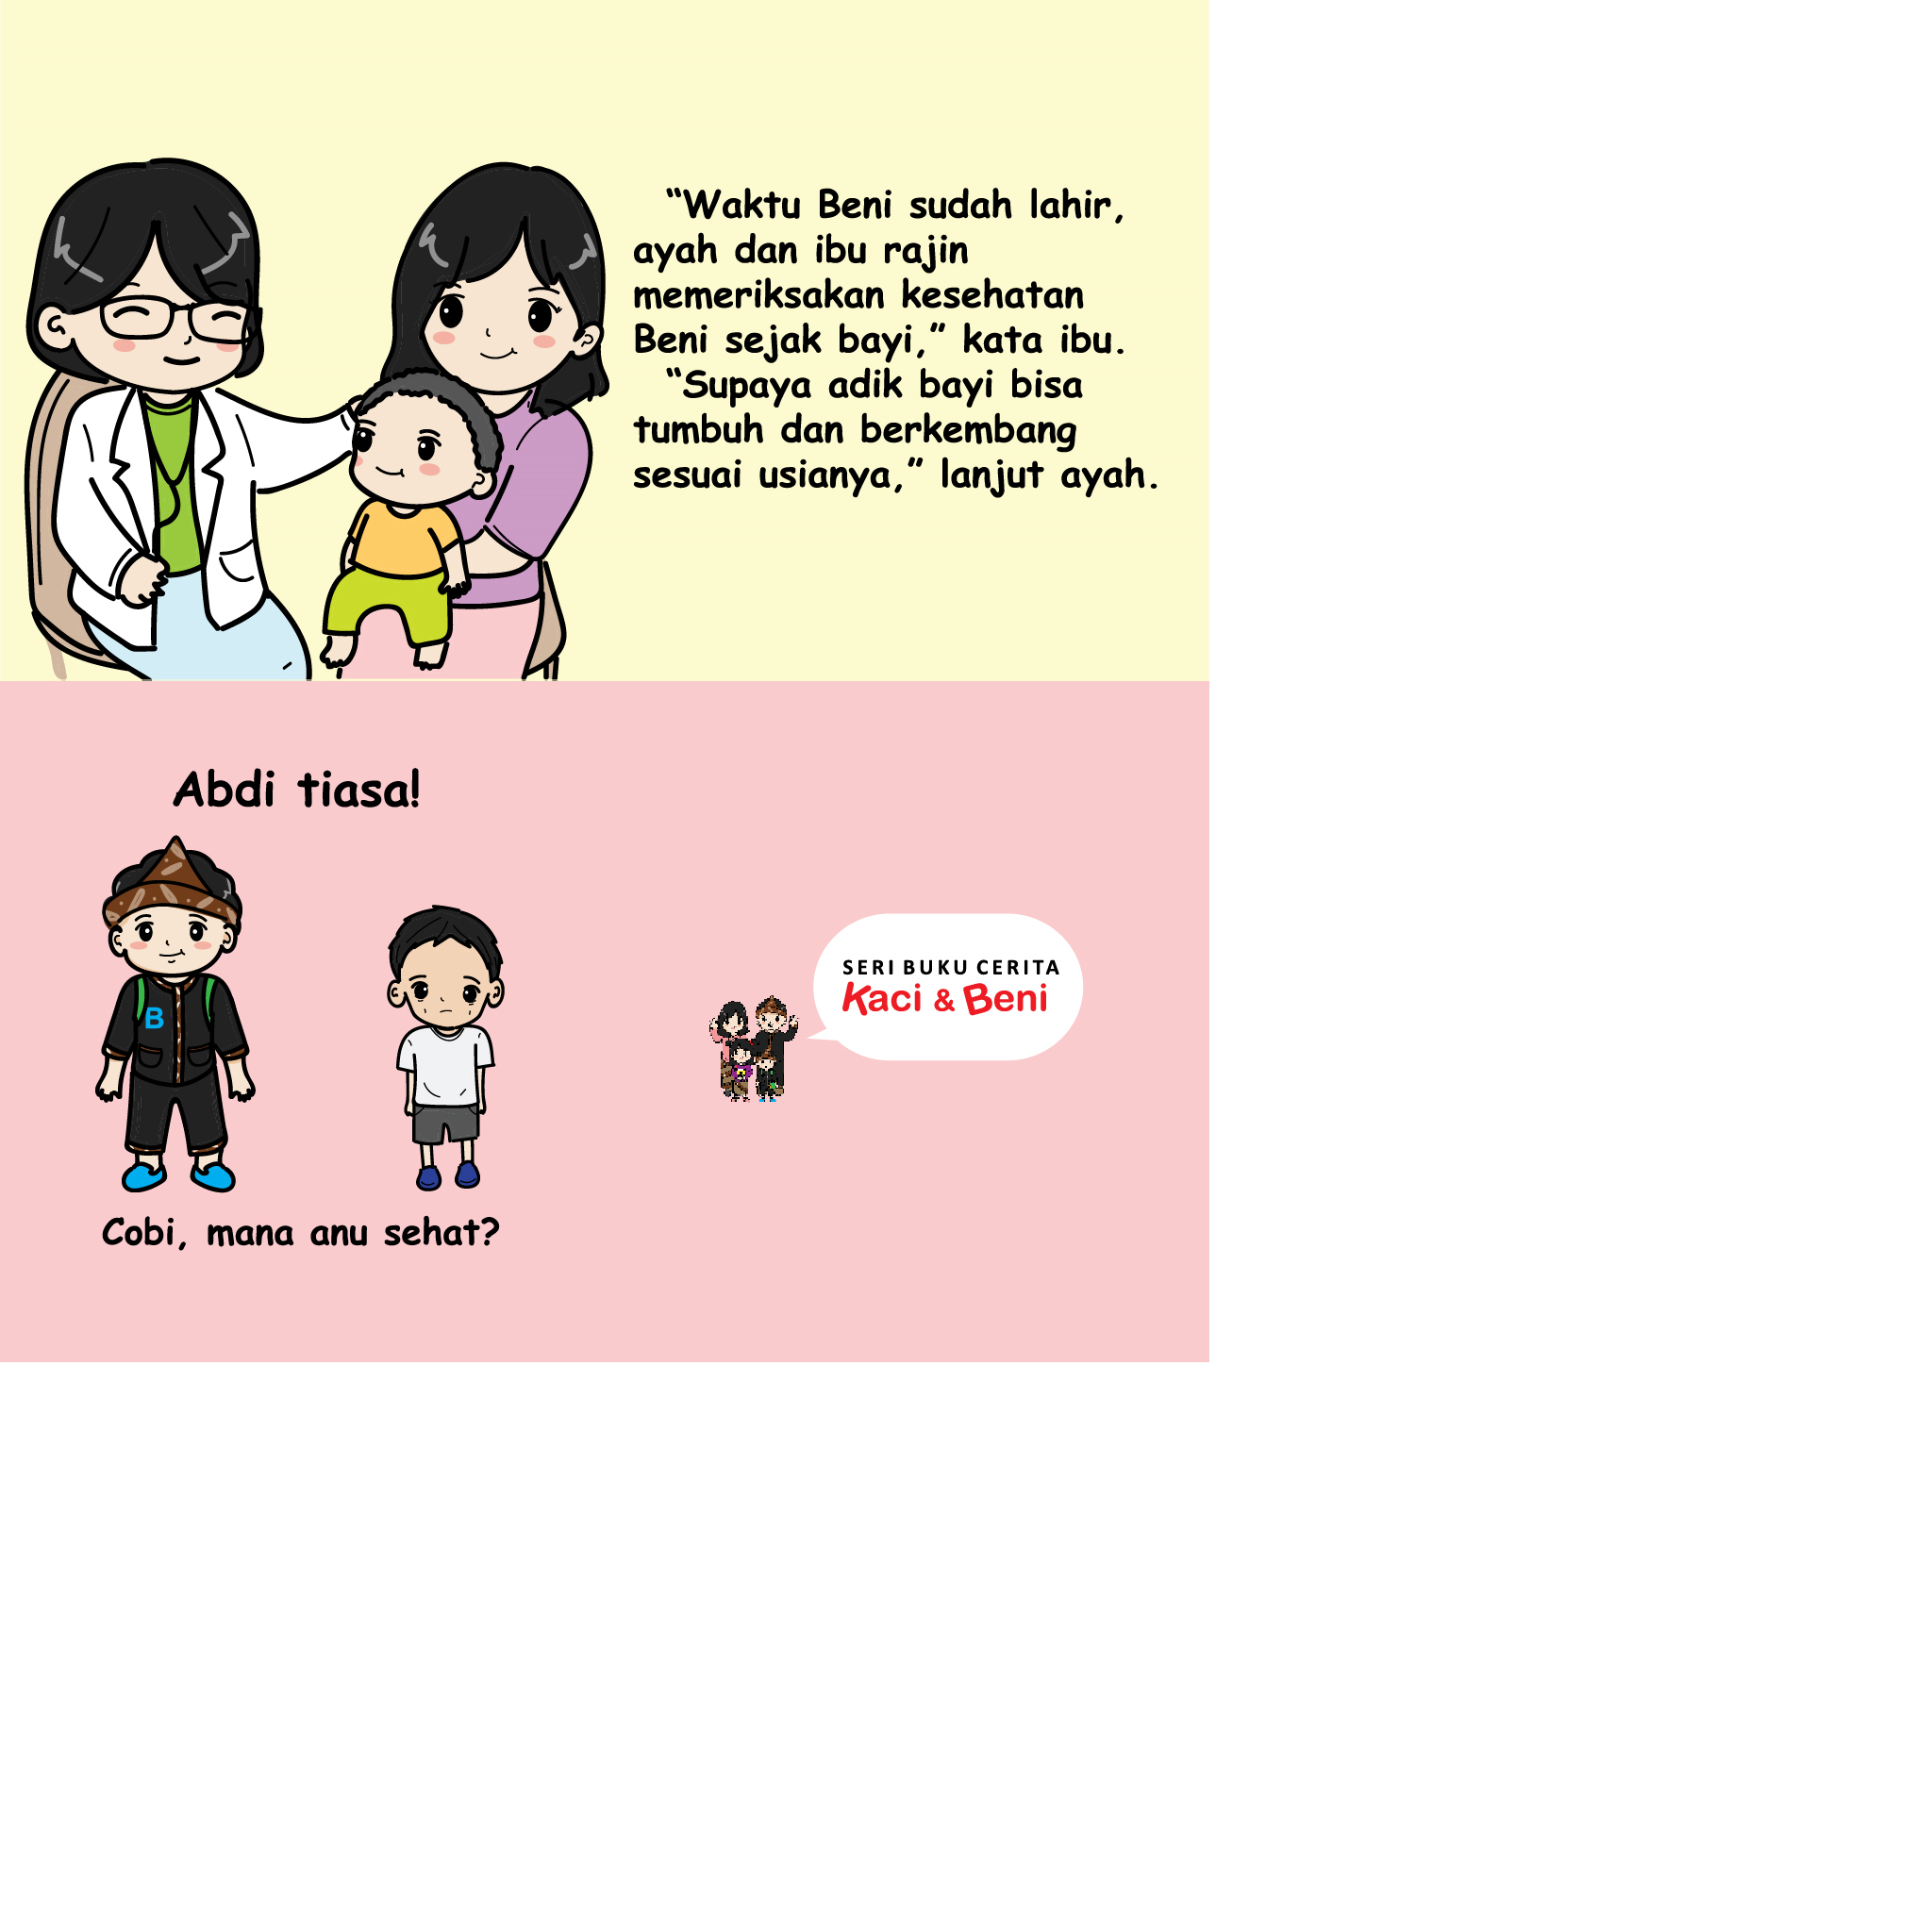 “Waktu Beni sudah lahir,
ayah dan ibu rajin
memeriksakan kesehatan
Beni sejak bayi,” kata ibu.
“Supaya adik bayi bisa
tumbuh dan berkembang
sesuai usianya,” lanjut ayah.
Abdi tiasa!
B
Cobi, mana anu sehat?
SERI BUKU CERITA
Kaci & Beni